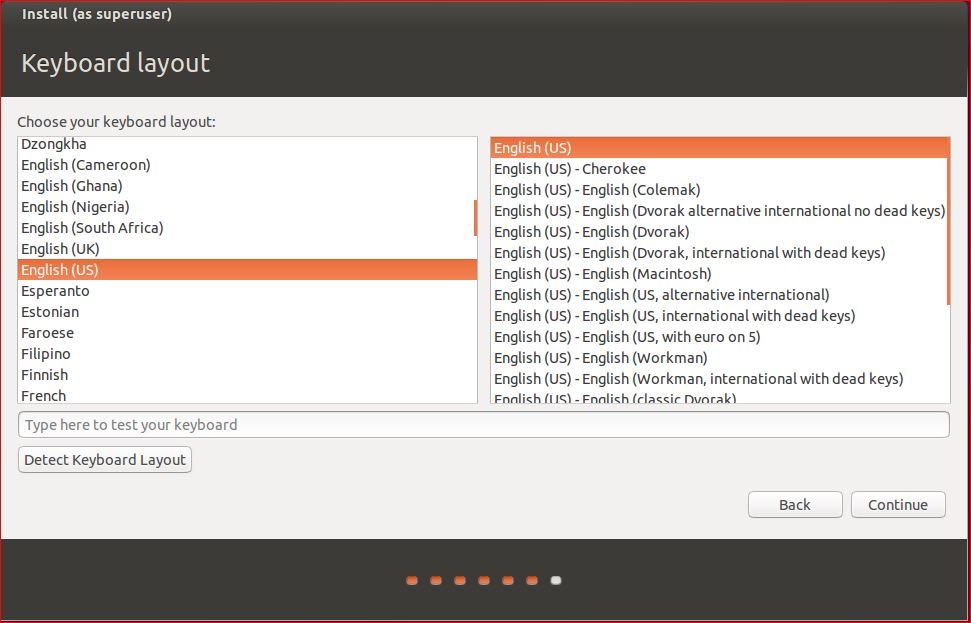 Install (as superuser)
Keyboard layout
Choose your keyboard layout:
Dzongkha
English (Cameroon)
English (Ghana)
English (Nigeria)
English (South Africa)
English (UK)
English (US)
Esperanto
Estonian
Faroese
Filipino
Finnish
French
English (US)
English (US) - Cherokee
English (US) - English (Colemak)
English (US) - English (Dvorak alternative international no dead keys)
English (US) - English (Dvorak)
English (US) - English (Dvorak, international with dead keys)
English (US) - English (Macintosh)
English (US) - English (US, alternative international)
English (US) - English (US, international with dead keys)
English (US) - English (US, with euro on 5)
English (US) - English (Workman)
English (US) - English (Workman, international with dead keys)
English (US) - English (classic Dvorak)
Type here to test your keyboard
Detect Keyboard Layout
Back
Continue